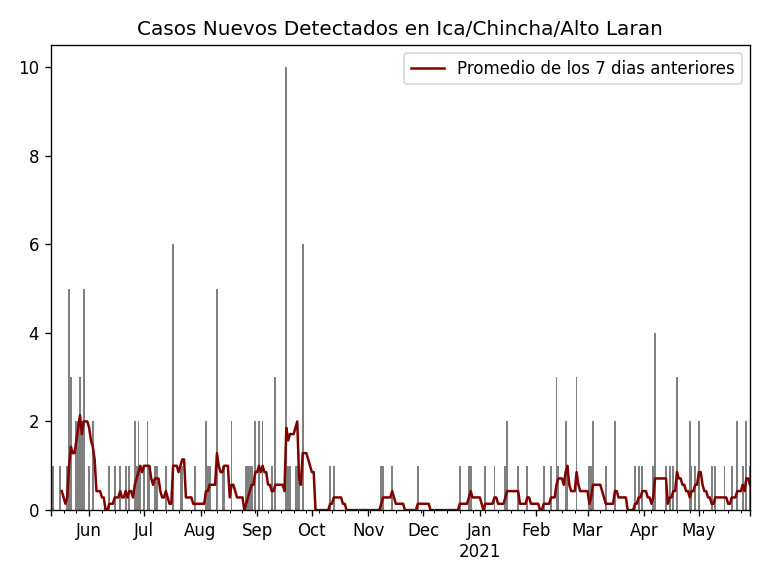 Casos Nuevos Detectados en Ica/Chincha/Alto Laran
Promedio de los 7 dias anteriores
10
8
6
4
2
0
Jun Jul Aug Sep Oct Nov Dec Jan Feb Mar Apr May
2021